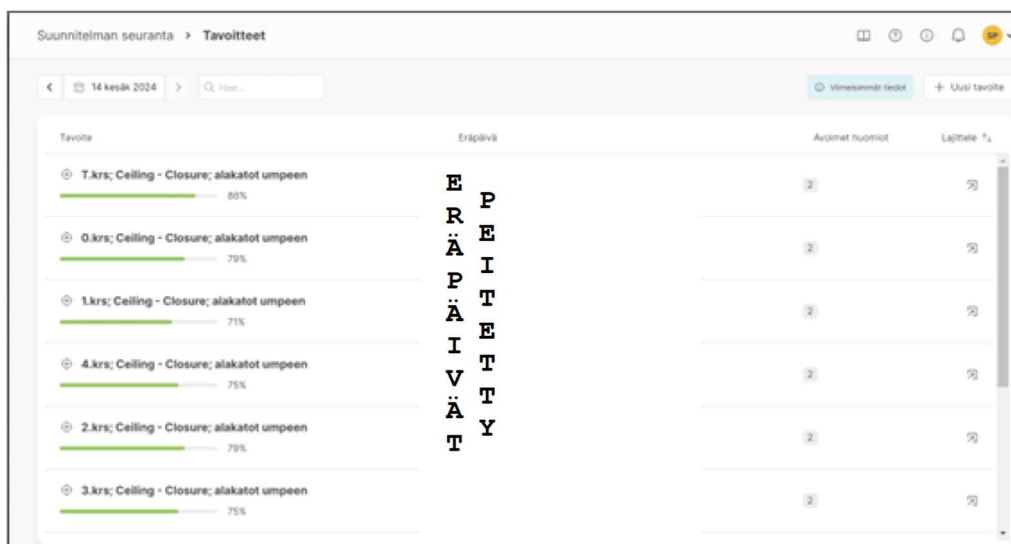 Suunnitelman seuranta > Tavoitteet
SP
14 kesäk 2024
Hae...
Viimeisimmät tiedot
+ Uusi tavoite
Tavoite Eräpäivä Avoimet huomiot Lajittele
T.krs; Ceiling - Closure; alakatot umpeen
86%
2
0.krs; Ceiling - Closure; alakatot umpeen
79%
2
1.krs; Ceiling - Closure; alakatot umpeen
71%
2
4.krs; Ceiling - Closure; alakatot umpeen
75%
2
2.krs; Ceiling - Closure; alakatot umpeen
79%
2
3.krs; Ceiling - Closure; alakatot umpeen
75%
2
ERÄPÄIVÄT
PEITETTY